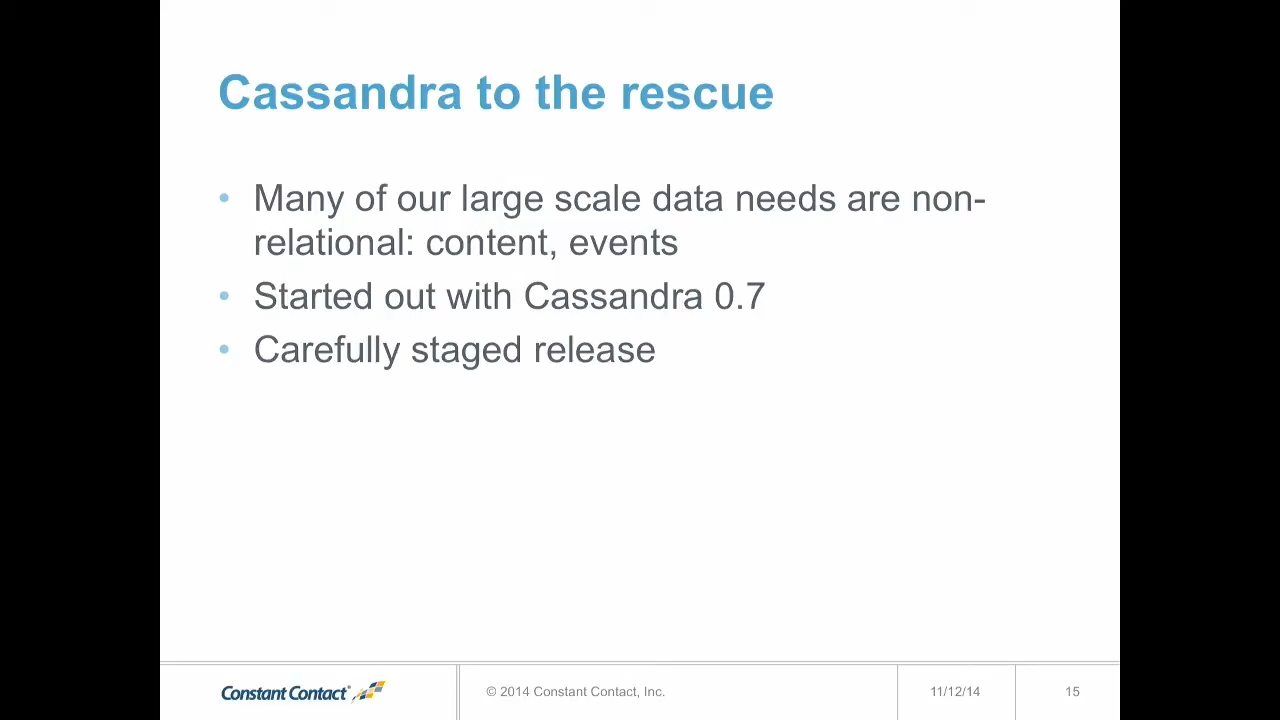 Cassandra to the rescue
• Many of our large scale data needs are non-
relational: content, events
• Started out with Cassandra 0.7
• Carefully staged release
Constant Contact®
© 2014 Constant Contact, Inc.
11/12/14
15